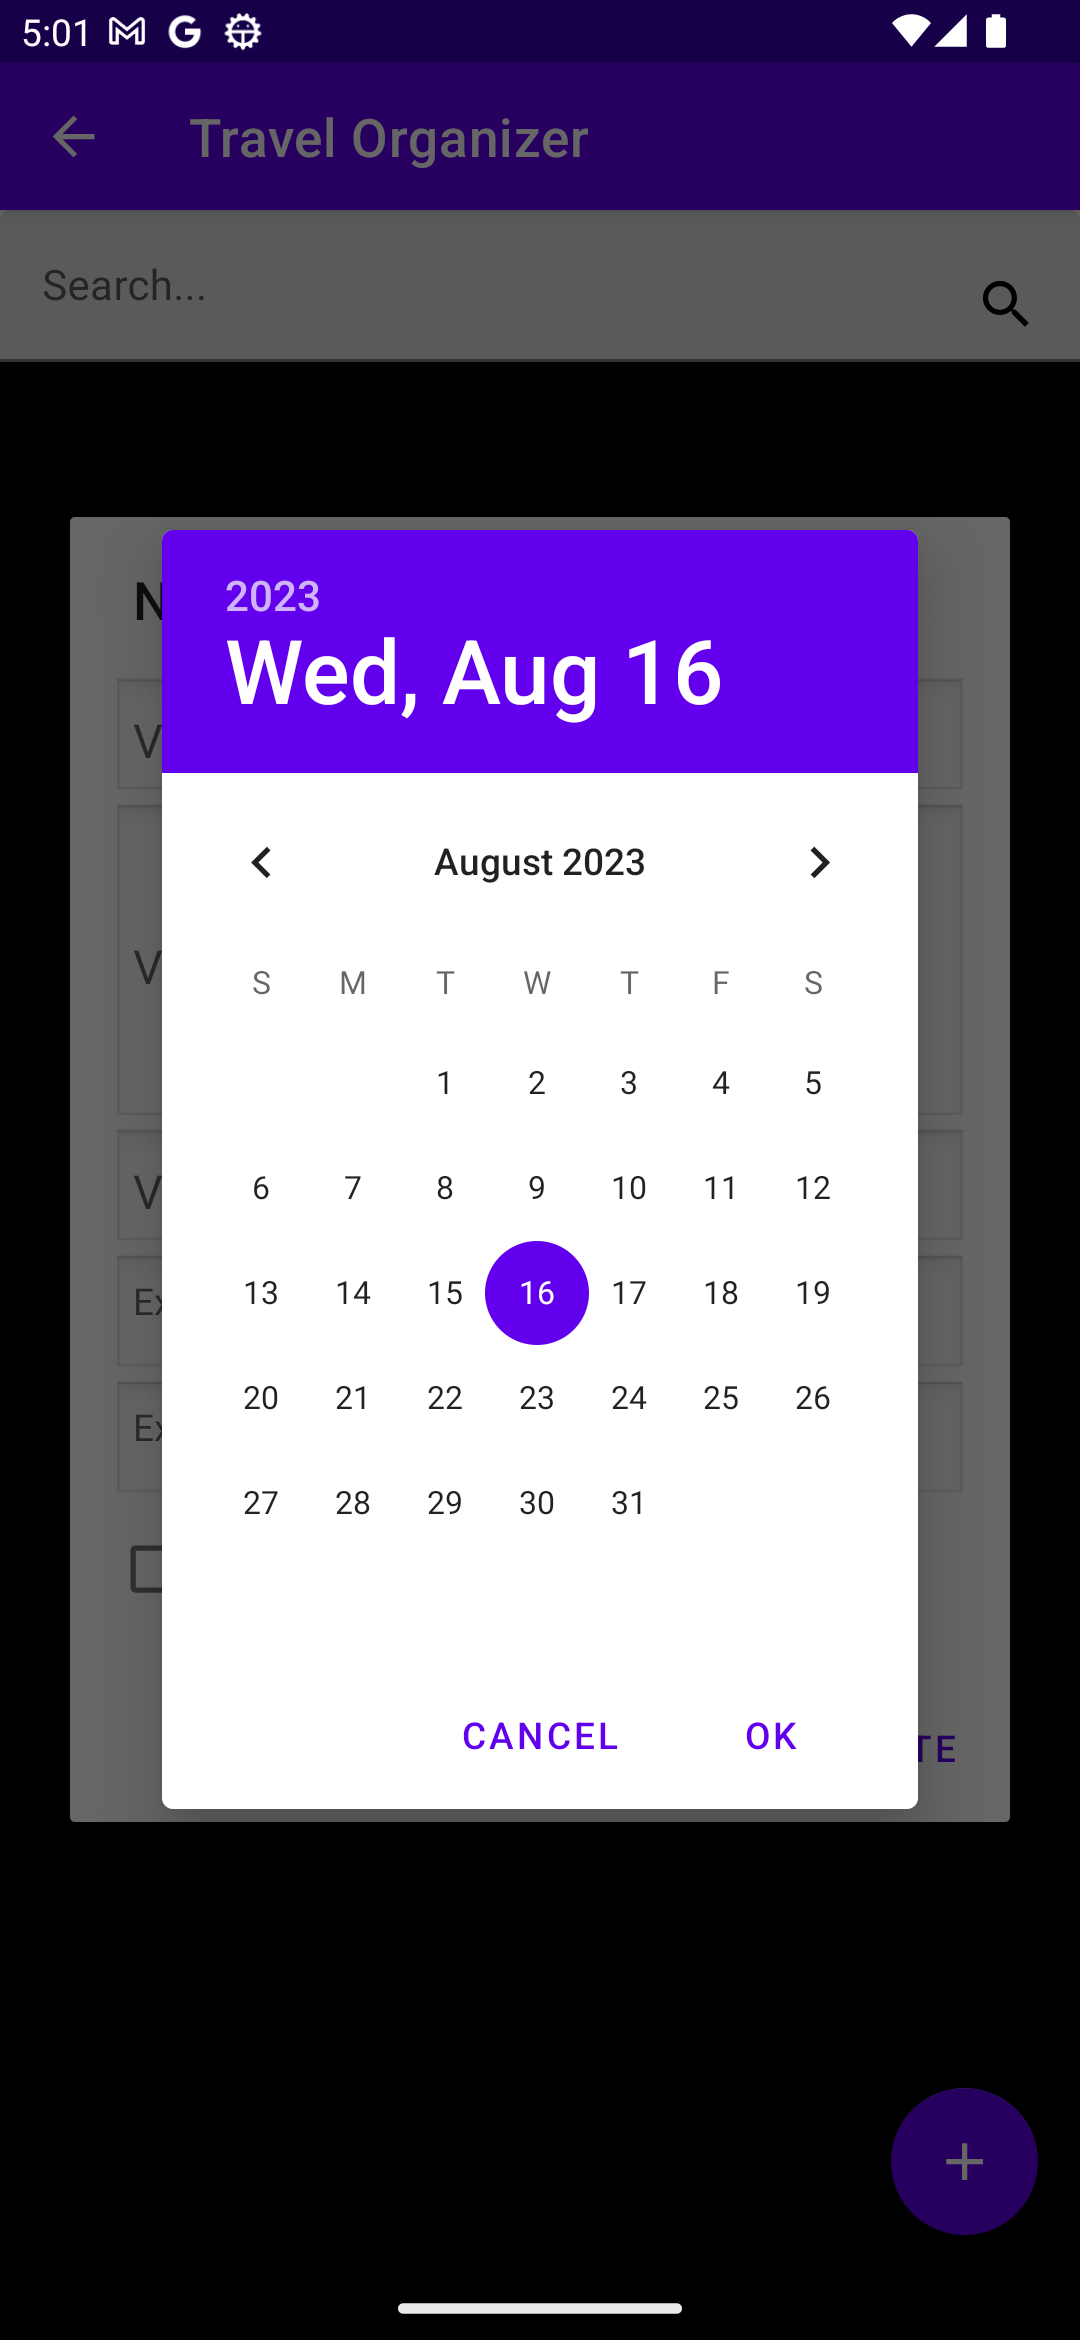 5:01
Travel Organizer
Search...
2023
Wed, Aug 16
August 2023
S M T W T F S
1 2 3 4 5
6 7 8 9 10 11 12
13 14 15 16 17 18 19
20 21 22 23 24 25 26
27 28 29 30 31
CANCEL OK